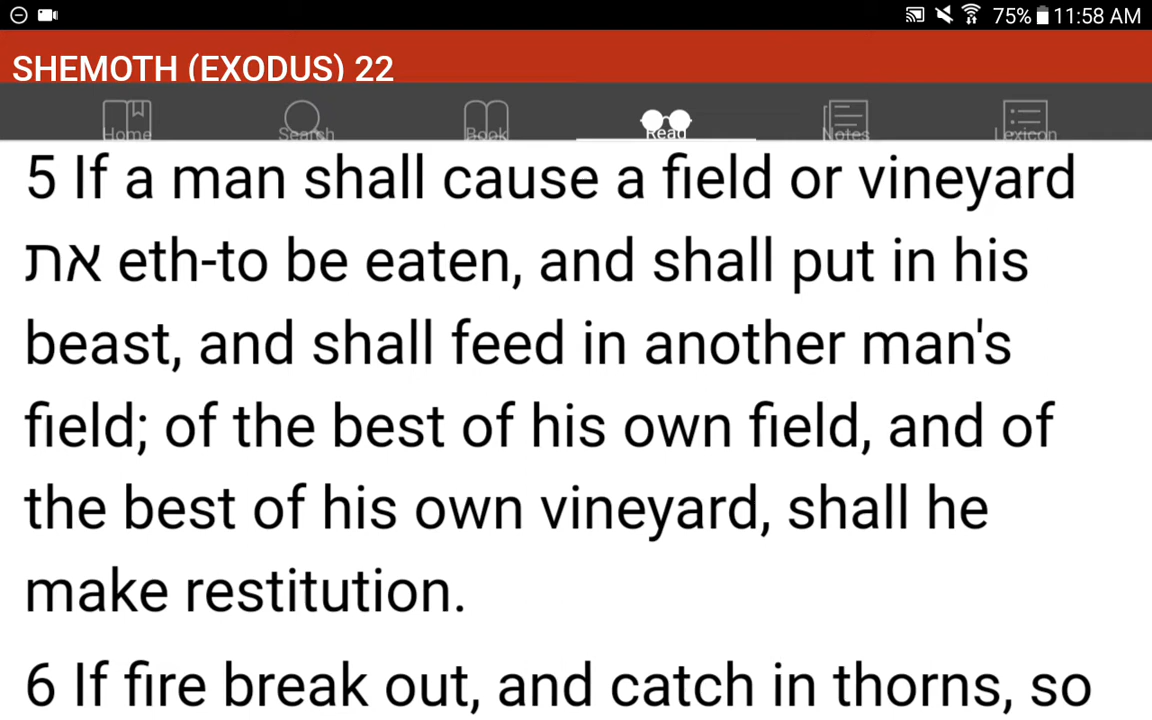 75% 11:58 AM
SHEMOTH (EXODUS) 22
Home Search Book Read Notes Lexicon
5 If a man shall cause a field or vineyard
את eth-to be eaten, and shall put in his
beast, and shall feed in another man's
field; of the best of his own field, and of
the best of his own vineyard, shall he
make restitution.
6 If fire break out, and catch in thorns, so